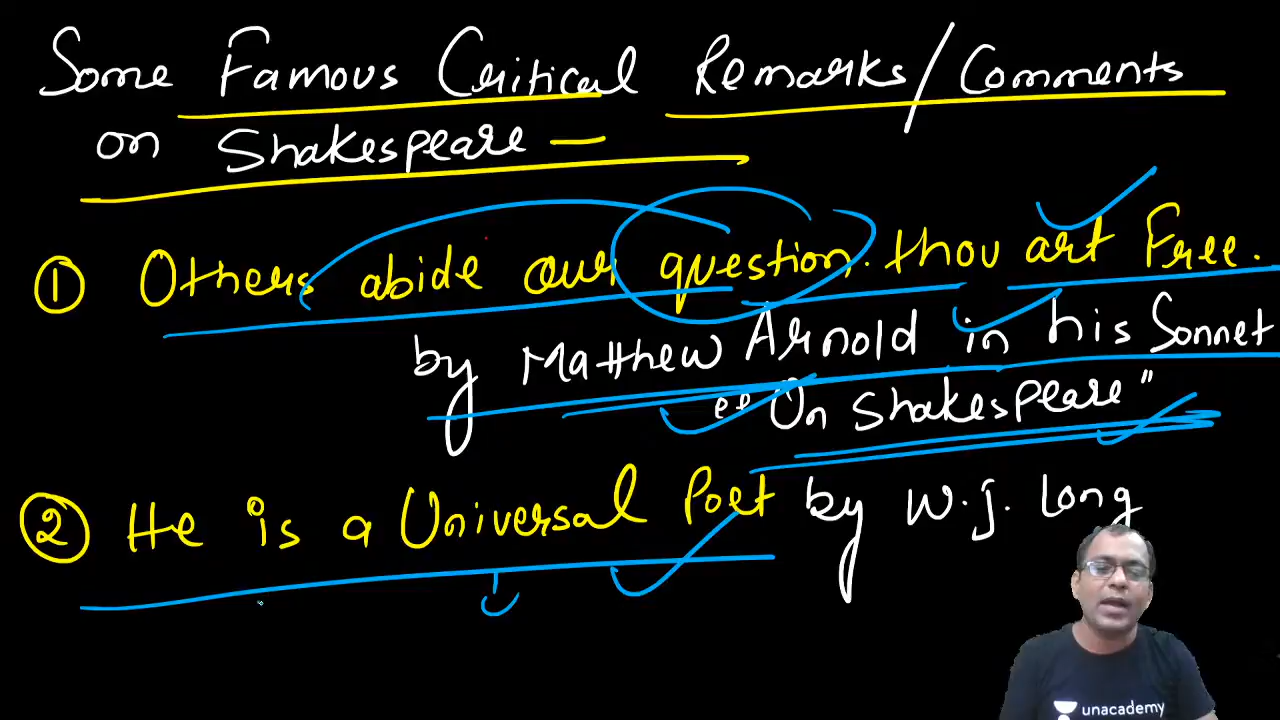 Some Famous Critical Remarks/Comments
on Shakespeare —
① Others abide our question. thou art Free.
by Matthew Arnold in his Sonnet
"On Shakespeare"
② He is a Universal Poet by W.J. Long
unacademy